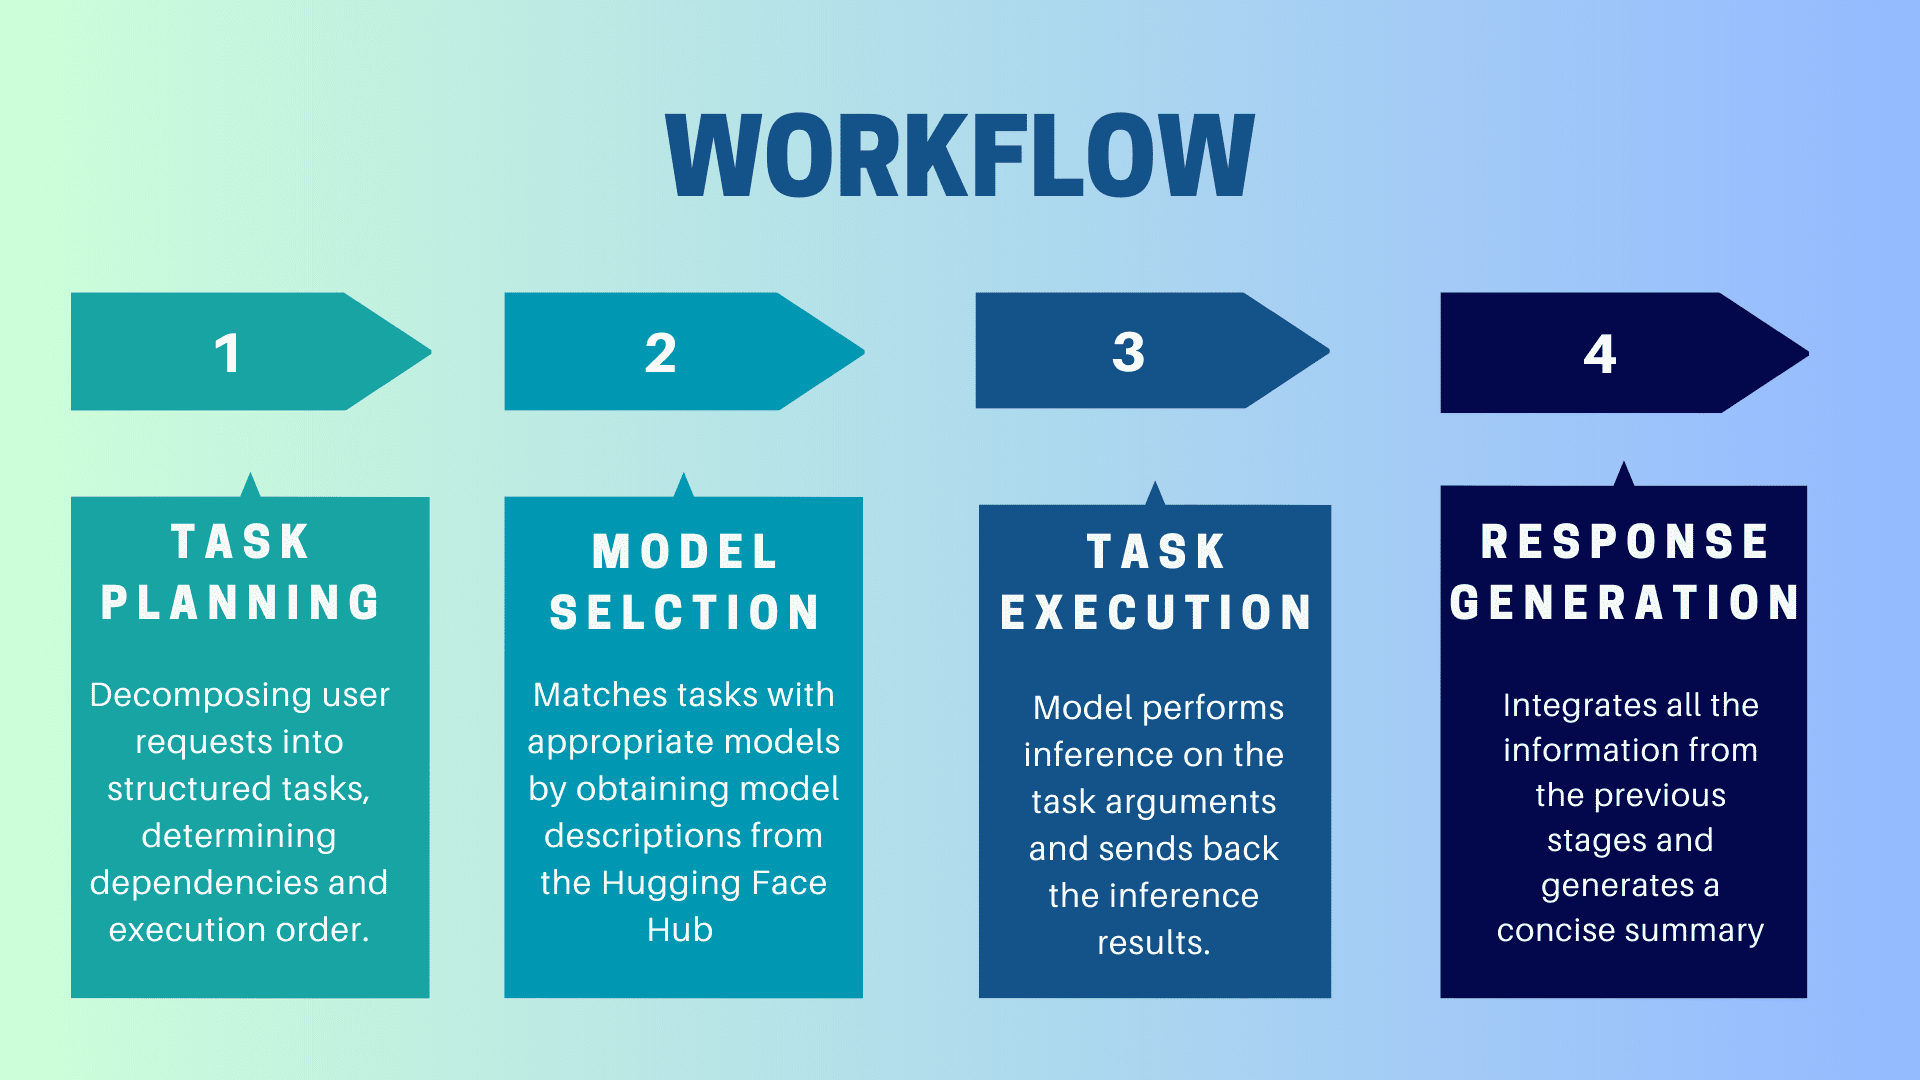 WORKFLOW
1
TASK
PLANNING
Decomposing user
requests into
structured tasks,
determining
dependencies and
execution order.
2
MODEL
SELCTION
Matches tasks with
appropriate models
by obtaining model
descriptions from
the Hugging Face
Hub
3
TASK
EXECUTION
Model performs
inference on the
task arguments
and sends back
the inference
results.
4
RESPONSE
GENERATION
Integrates all the
information from
the previous
stages and
generates a
concise summary